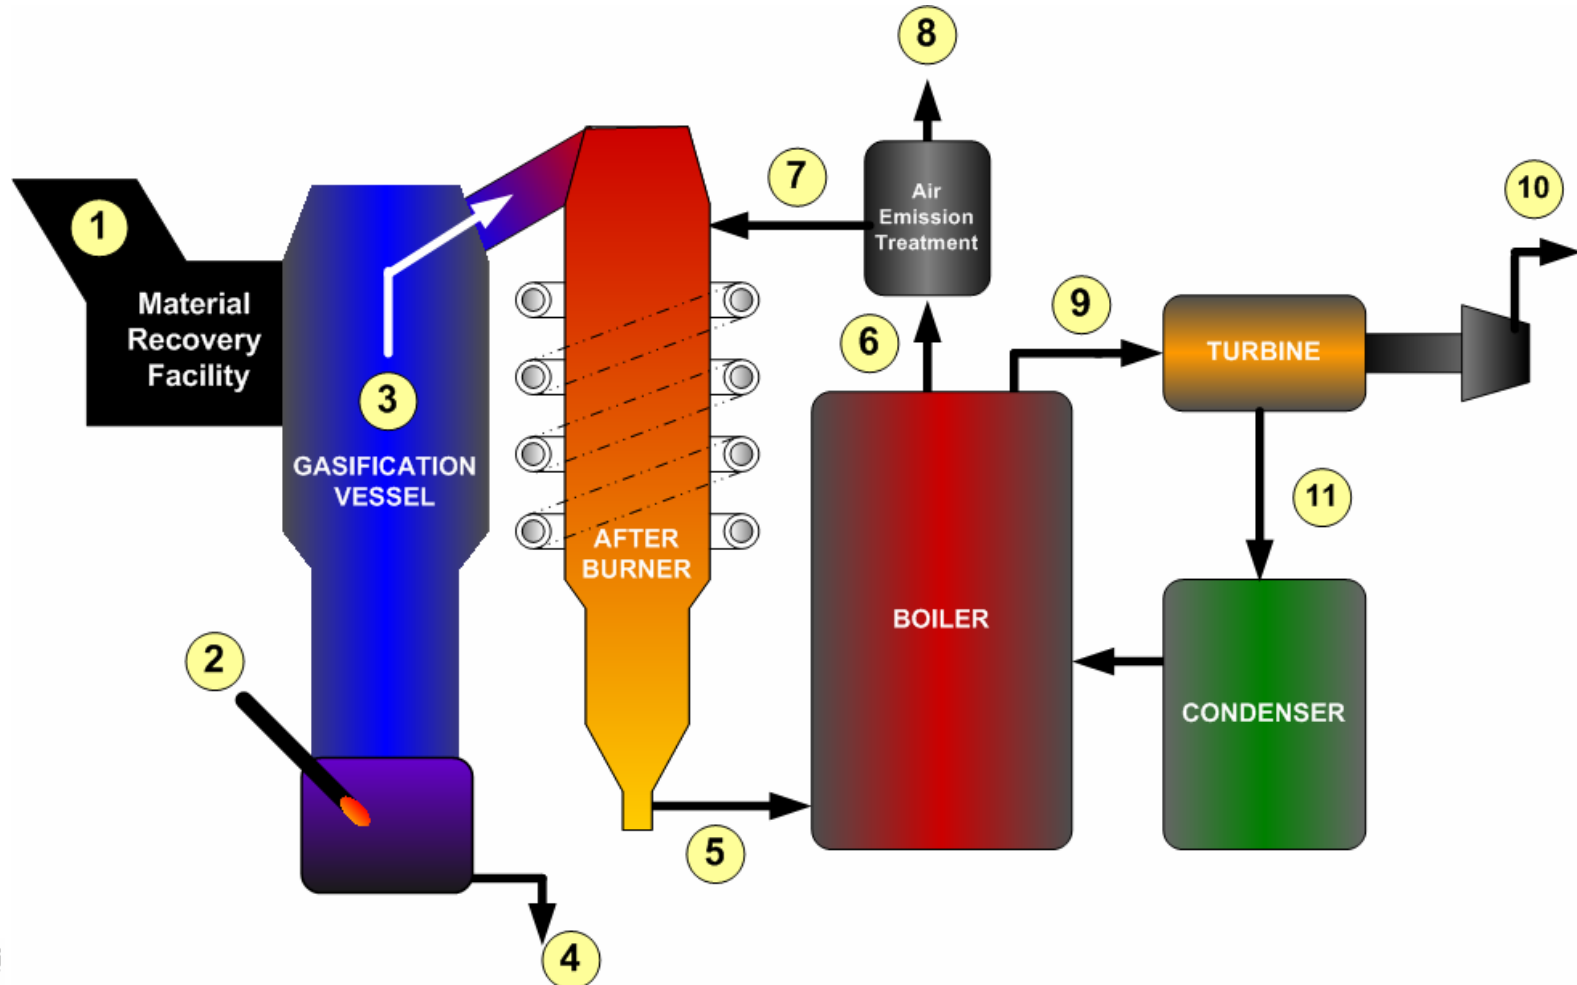 8
7
10
1
Air
Emission
Treatment
Material
Recovery
Facility
9
6
TURBINE
3
GASIFICATION
VESSEL
11
AFTER
BURNER
BOILER
2
CONDENSER
5
4